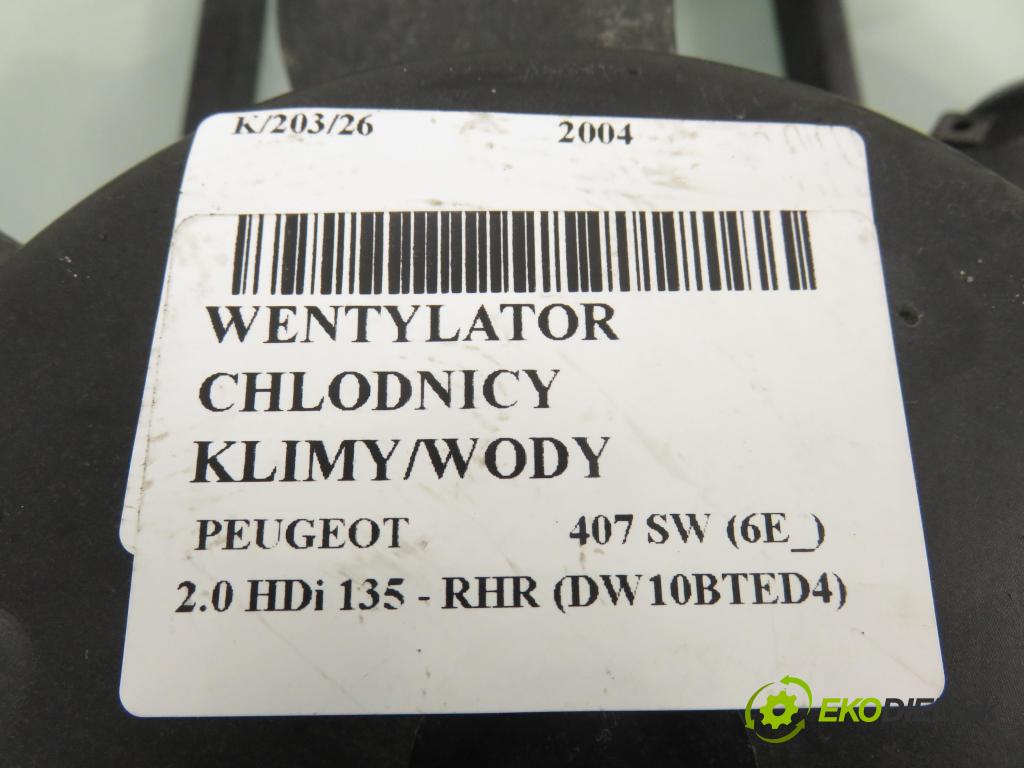 K/203/26 2004
WENTYLATOR
CHLODNICY
KLIMY/WODY
PEUGEOT 407 SW (6E_)
2.0 HDi 135 - RHR (DW10BTED4)